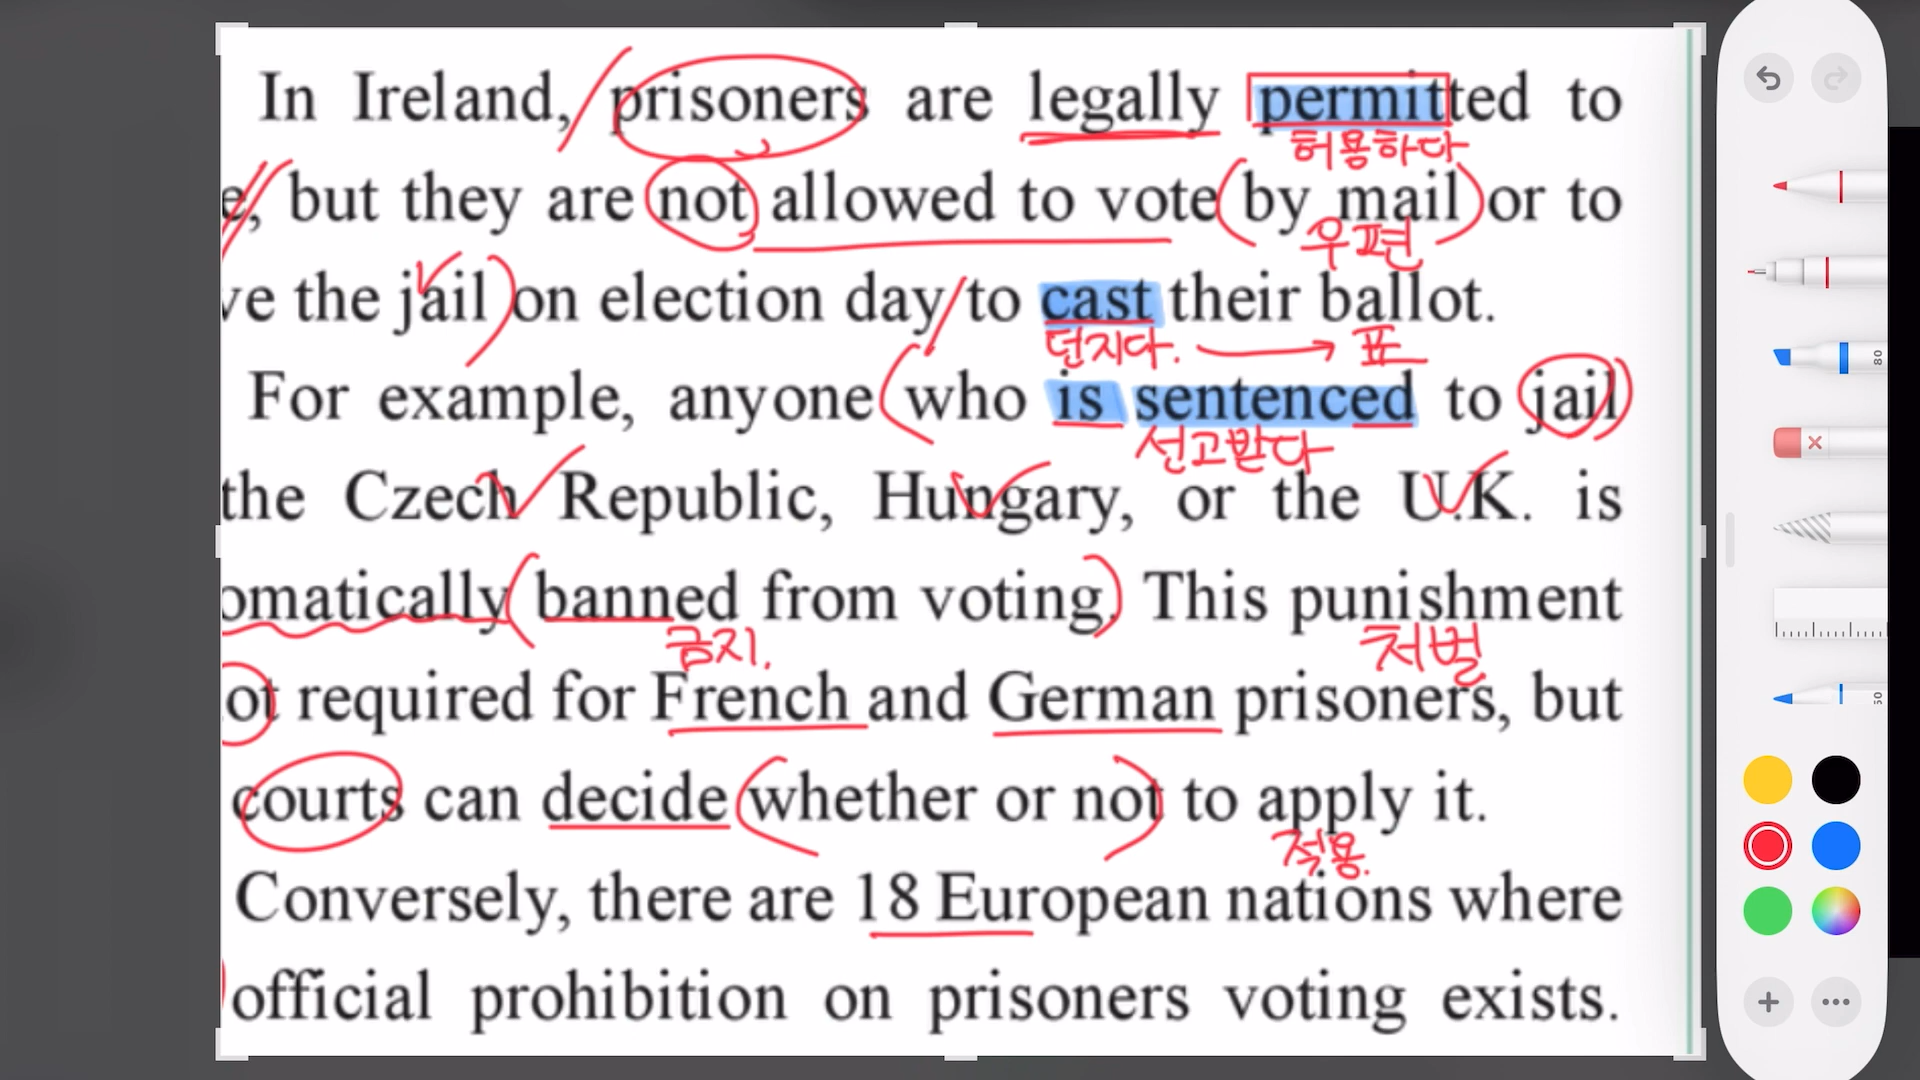 In Ireland, prisoners are legally permitted to
허용하다
e, but they are not allowed to vote by mail or to
우편
ve the jail on election day to cast their ballot.
던지다. → 표
For example, anyone who is sentenced to jail
선고받다
the Czech Republic, Hungary, or the U.K. is
omatically banned from voting. This punishment
금지. 처벌
ot required for French and German prisoners, but
courts can decide whether or not to apply it.
적용.
Conversely, there are 18 European nations where
official prohibition on prisoners voting exists.
80
50